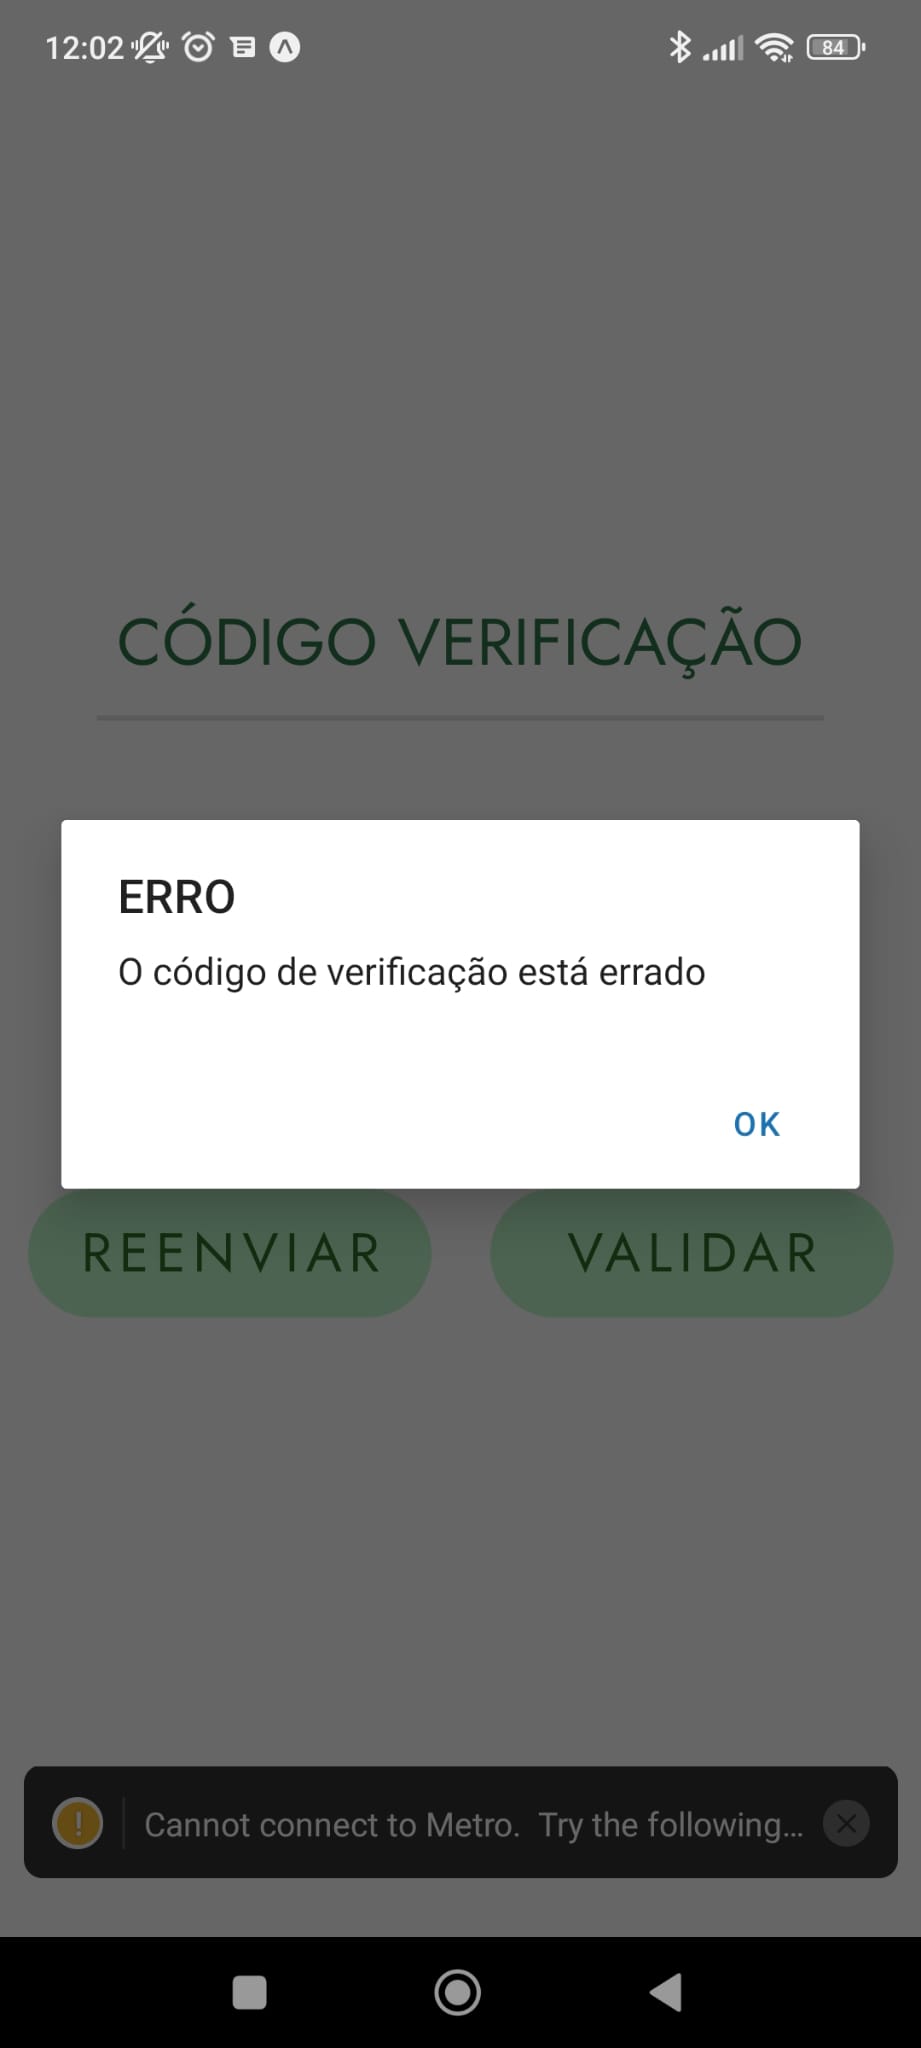 12:02
84
CÓDIGO VERIFICAÇÃO
ERRO
O código de verificação está errado
OK
REENVIAR
VALIDAR
Cannot connect to Metro.  Try the following...